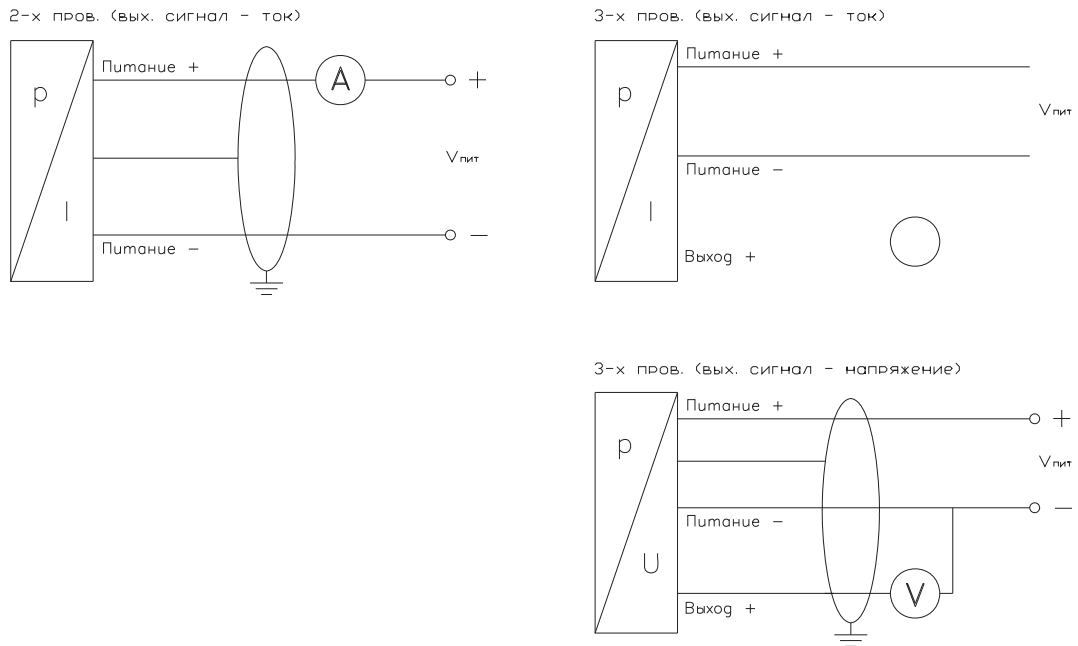 2-х пров. (вых. сигнал - ток)
Питание +
p
A
+
Vпит
I
Питание -
-
3-х пров. (вых. сигнал - ток)
Питание +
p
Vпит
Питание -
I
Выход +
3-х пров. (вых. сигнал - напряжение)
Питание +
+
p
Vпит
-
Питание -
U
V
Выход +